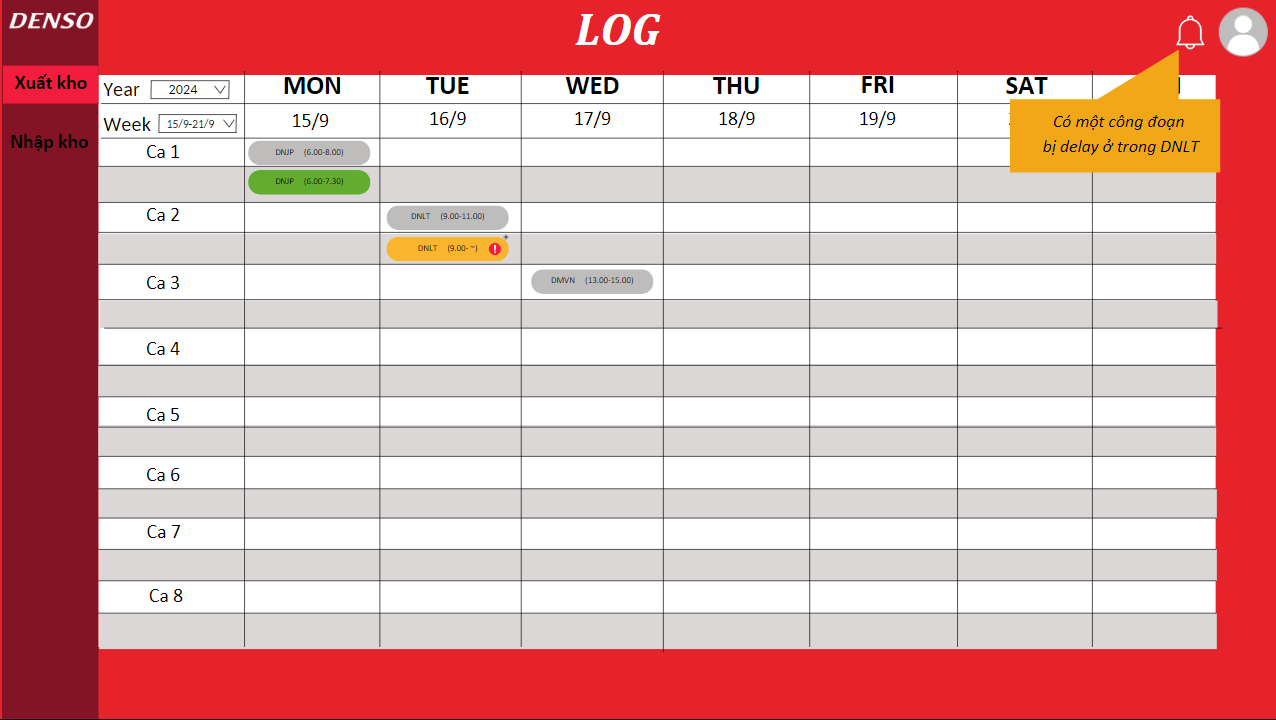 DENSO
LOG
Xuất kho
Nhập kho
Year 2024 MON TUE WED THU FRI SAT
Week 15/9-21/9 15/9 16/9 17/9 18/9 19/9
Có một công đoạn
bị delay ở trong DNLT
Ca 1 DNJP (6.00-8.00)
DNJP (6.00-7.30)
Ca 2 DNLT (9.00-11.00)
DNLT (9.00- ~) !
Ca 3 DMVN (13.00-15.00)
Ca 4
Ca 5
Ca 6
Ca 7
Ca 8